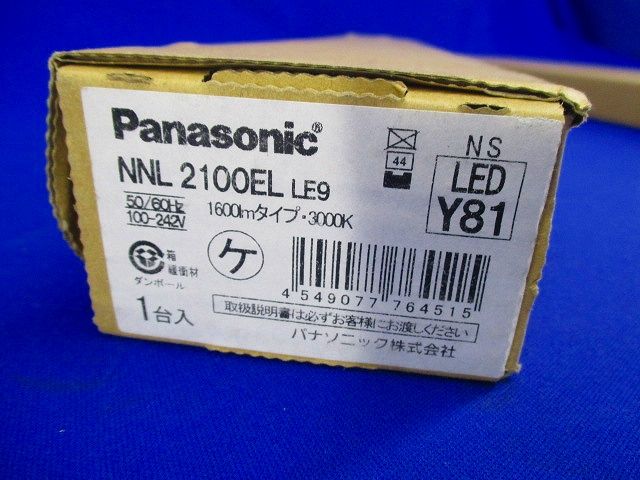 Panasonic®
NNL 2100EL LE9
50/60Hz
100-242V
1600lmタイプ・3000K
44
NS
LED
Y81
箱
緩衝材
ダンボール
ケ
1台入
4 549077 764515
取扱説明書は必ずお客様にお渡しください
パナソニック株式会社